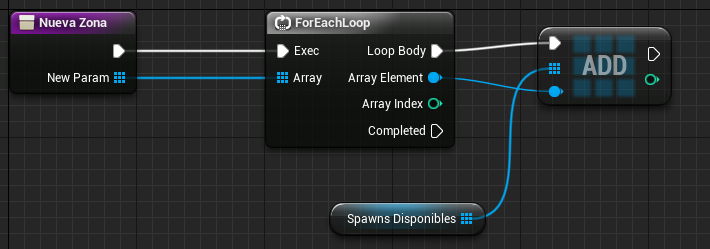 Nueva Zona
New Param
ForEachLoop
Exec
Loop Body
Array
Array Element
Array Index
Completed
ADD
Spawns Disponibles